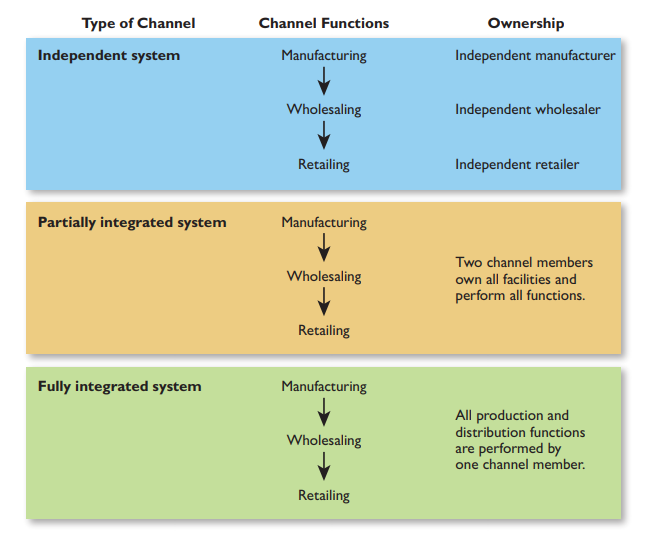 Type of Channel Channel Functions Ownership
Independent system Manufacturing Independent manufacturer
Wholesaling Independent wholesaler
Retailing Independent retailer
Partially integrated system Manufacturing
Wholesaling
Two channel members
own all facilities and
perform all functions.
Retailing
Fully integrated system Manufacturing
Wholesaling
All production and
distribution functions
are performed by
one channel member.
Retailing